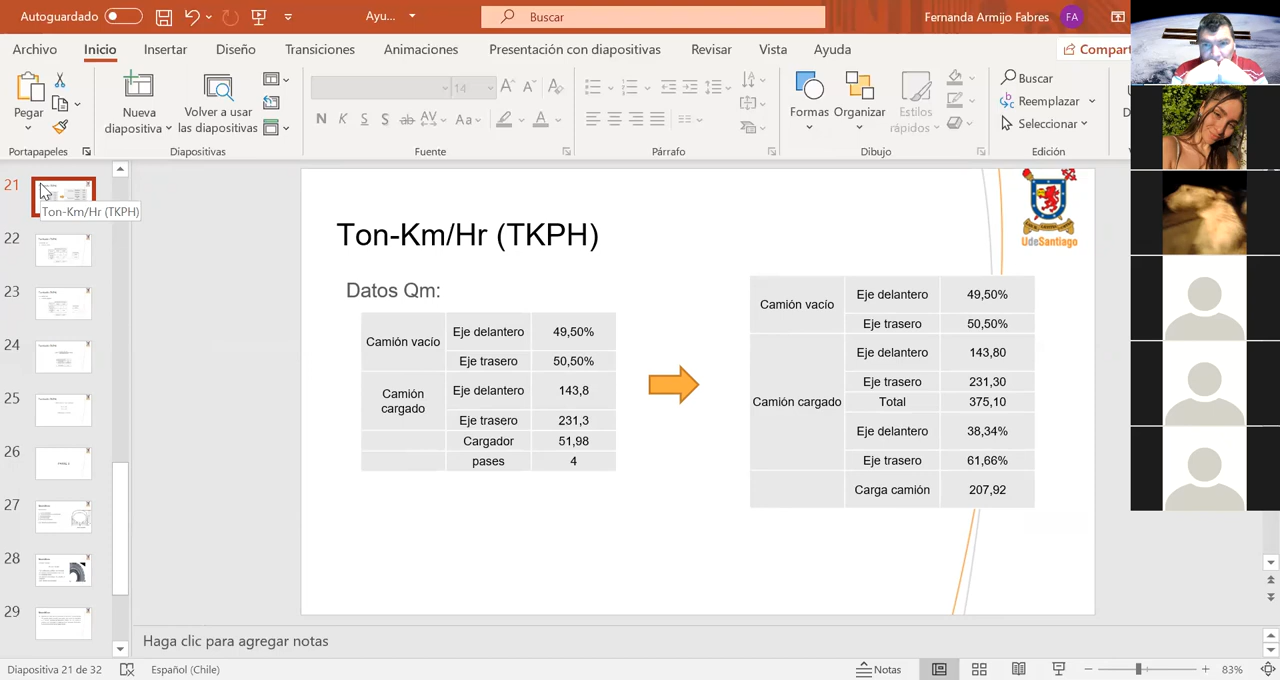 Autoguardado
Ayu...
Buscar
Fernanda Armijo Fabres
FA
Archivo
Inicio
Insertar
Diseño
Transiciones
Animaciones
Presentación con diapositivas
Revisar
Vista
Ayuda
Compart
Pegar
Nueva
diapositiva
Volver a usar
las diapositivas
14
N K S ab AV Aa A
Formas
Organizar
Estilos
rápidos
Buscar
Reemplazar
Seleccionar
Portapapeles
Diapositivas
Fuente
Párrafo
Dibujo
Edición
21
Ton-Km/Hr (TKPH)
22
23
24
25
26
27
28
29
Ton-Km/Hr (TKPH)
UdeSantiago
Datos Qm:
Camión vacío Eje delantero 49,50%
Eje trasero 50,50%
Camión cargado Eje delantero 143,8
Eje trasero 231,3
Cargador 51,98
pases 4
Camión vacío Eje delantero 49,50%
Eje trasero 50,50%
Camión cargado Eje delantero 143,80
Eje trasero 231,30
Total 375,10
Eje delantero 38,34%
Eje trasero 61,66%
Carga camión 207,92
Haga clic para agregar notas
Diapositiva 21 de 32
Español (Chile)
Notas
83%